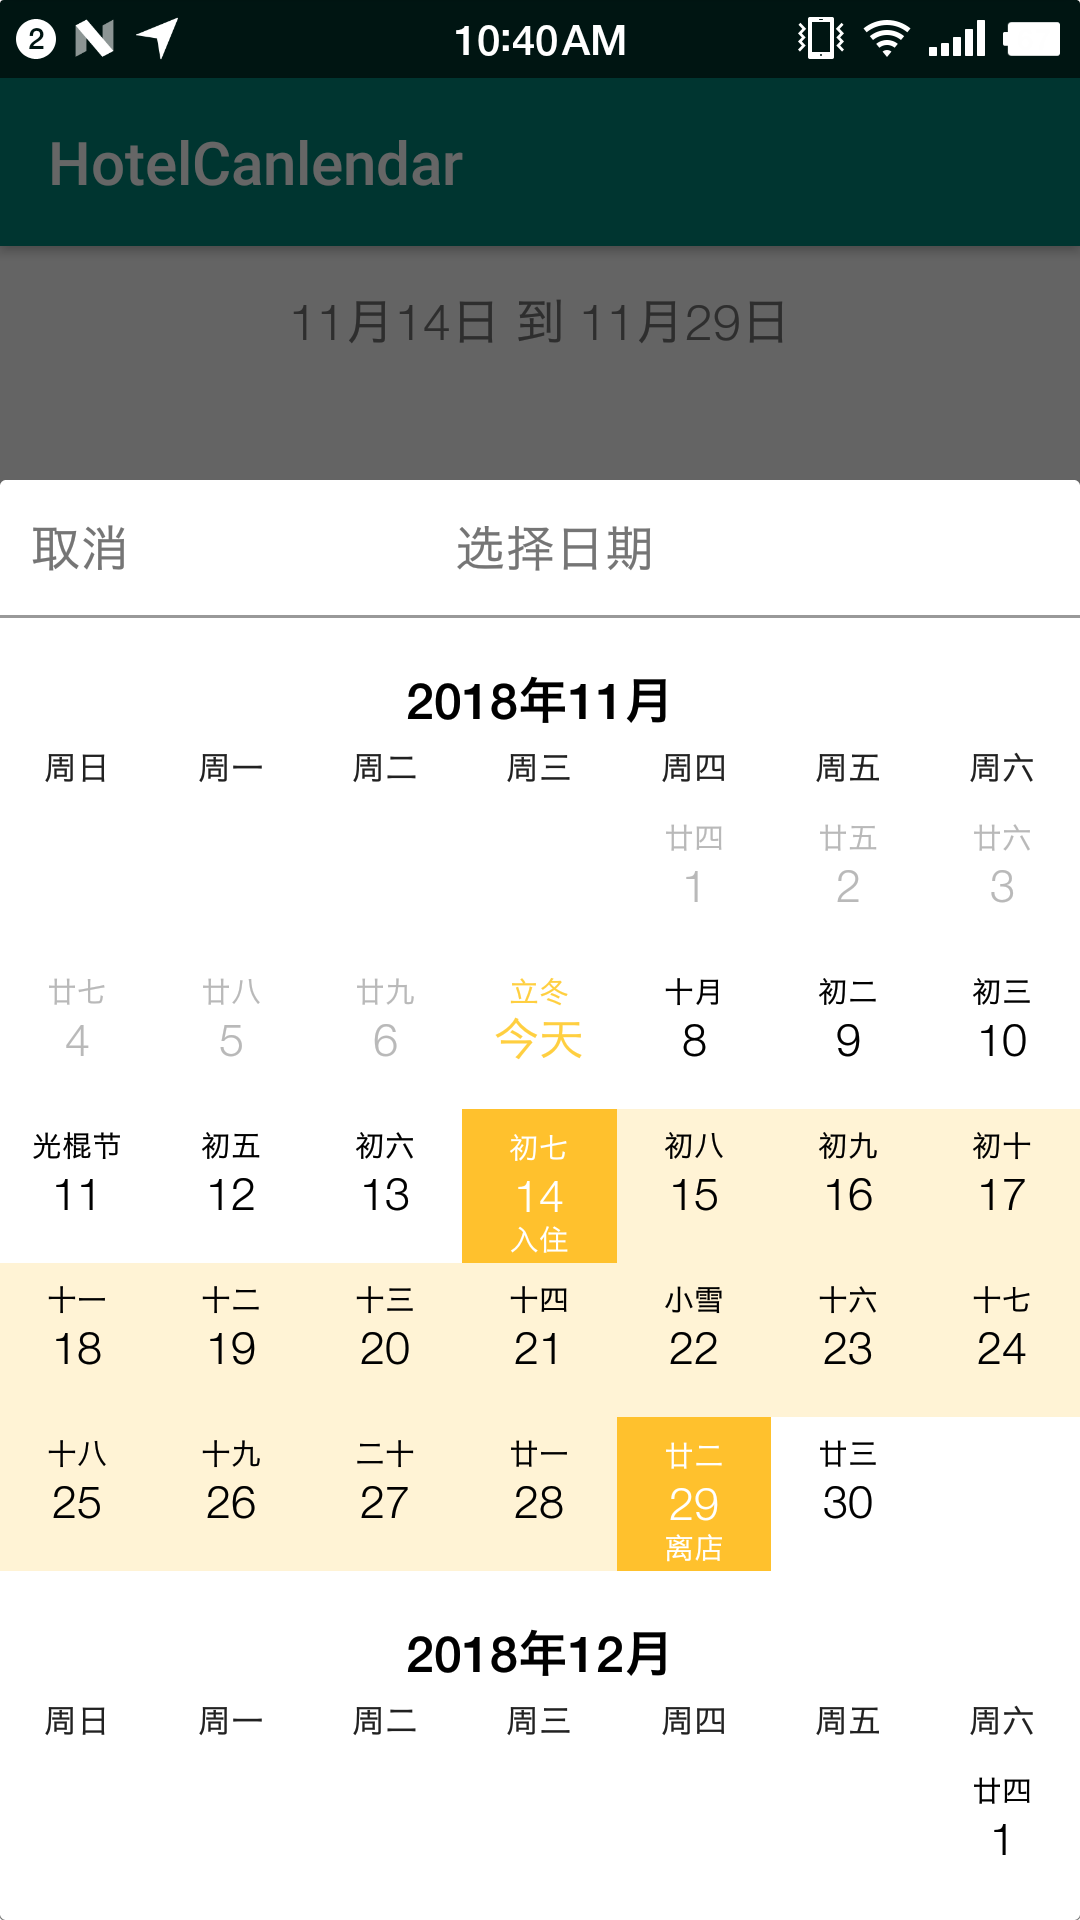 2 N 10:40AM
HotelCanlendar
11月14日 到 11月29日
取消 选择日期
2018年11月
周日 周一 周二 周三 周四 周五 周六
廿四 廿五 廿六
1 2 3
廿七 廿八 廿九 立冬 十月 初二 初三
4 5 6 今天 8 9 10
光棍节 初五 初六 初七 初八 初九 初十
11 12 13 14 15 16 17
入住
十一 十二 十三 十四 小雪 十六 十七
18 19 20 21 22 23 24
十八 十九 二十 廿一 廿二 廿三
25 26 27 28 29 30
离店
2018年12月
周日 周一 周二 周三 周四 周五 周六
廿四
1